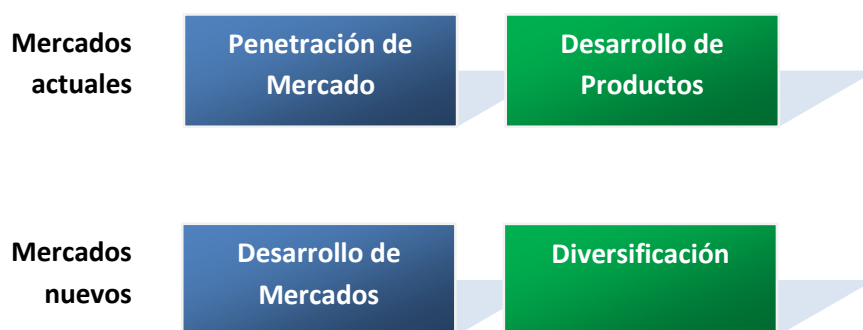 Mercados
actuales
Penetración de
Mercado
Desarrollo de
Productos
Mercados
nuevos
Desarrollo de
Mercados
Diversificación